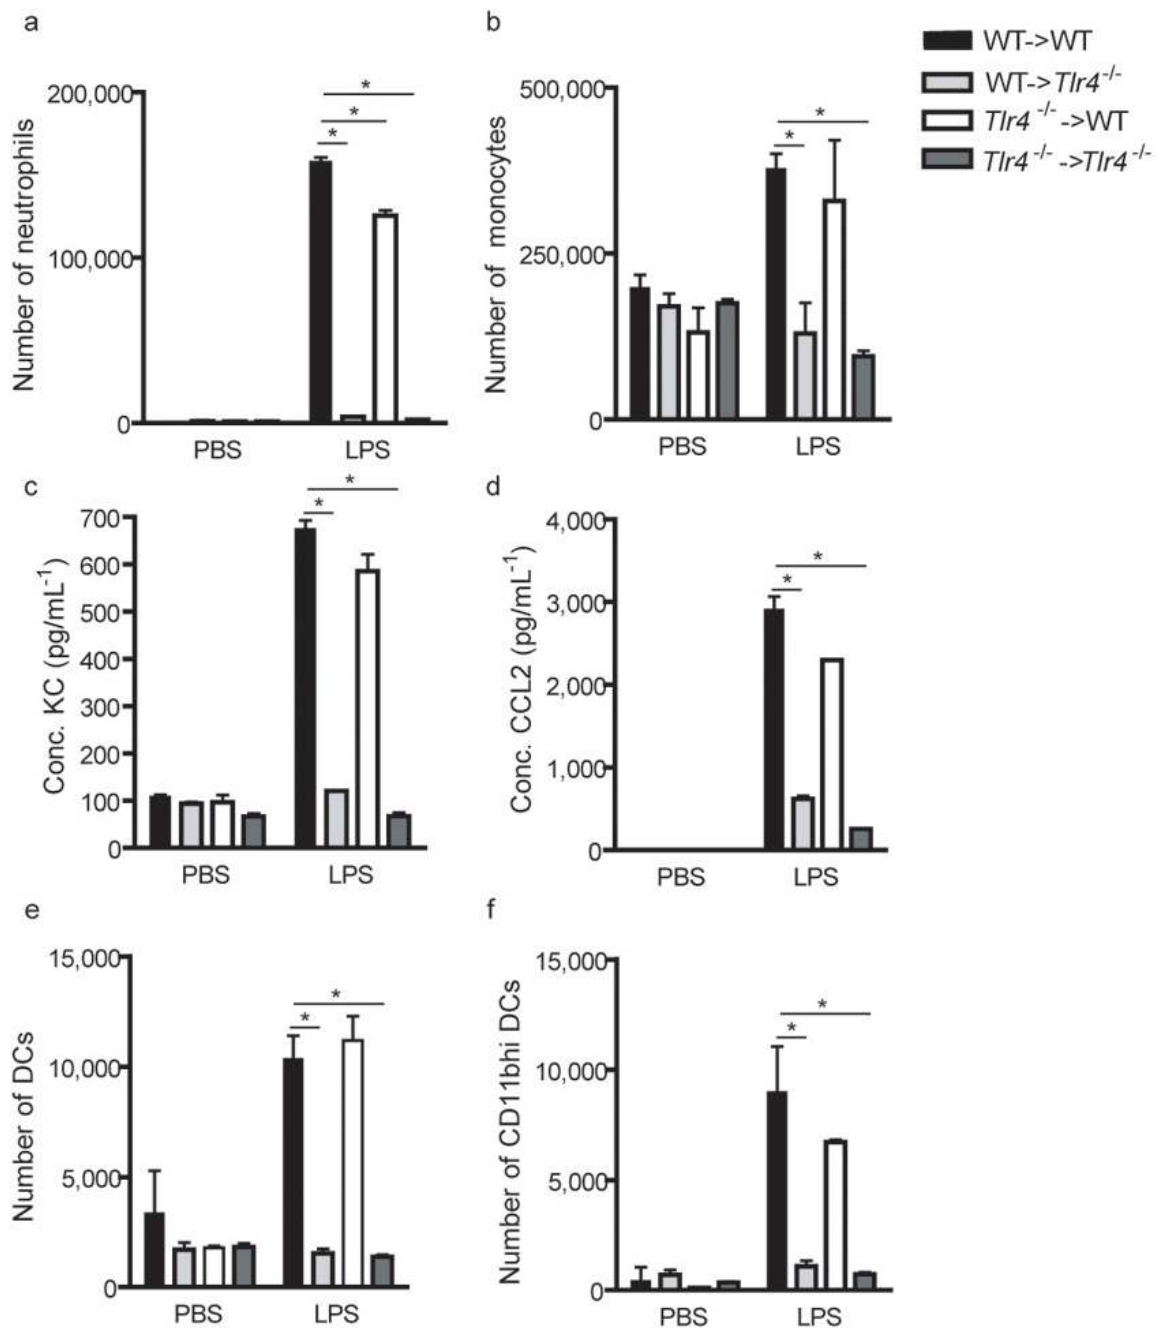 a
b
WT->WT
WT->Tlr4-/-
Tlr4-/- ->WT
Tlr4-/- ->Tlr4-/-
Number of neutrophils
200,000
100,000
0
*
*
*
PBS
LPS
Number of monocytes
500,000
250,000
0
*
*
PBS
LPS
c
d
Conc. KC (pg/mL-1)
700
600
500
400
300
200
100
0
*
*
PBS
LPS
Conc. CCL2 (pg/mL-1)
4,000
3,000
2,000
1,000
0
*
*
PBS
LPS
e
f
Number of DCs
15,000
10,000
5,000
0
*
*
PBS
LPS
Number of CD11bhi DCs
15,000
10,000
5,000
0
*
*
PBS
LPS